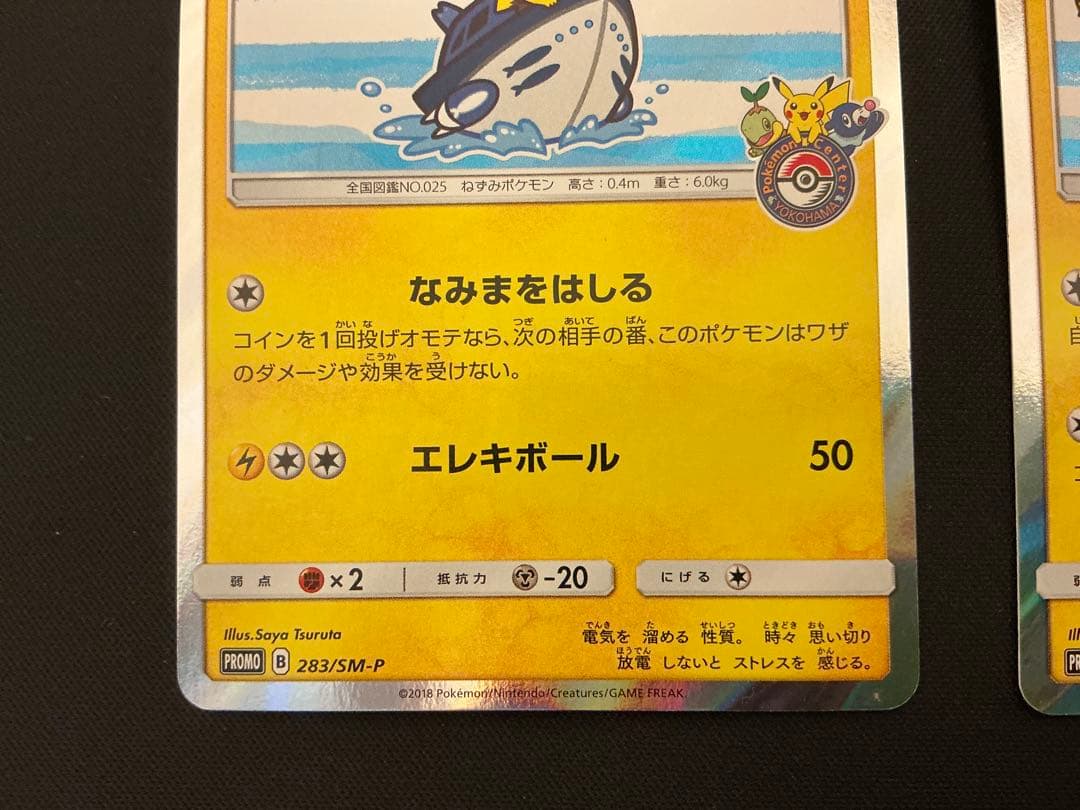 全国図鑑NO.025 ねずみポケモン 高さ:0.4m 重さ:6.0kg
Pokémon Center
YOKOHAMA
なみまをはしる
コインを1回投げオモテなら、次の相手の番、このポケモンはワザ
のダメージや効果を受けない。
エレキボール 50
弱点 ×2 抵抗力 -20 にげる
Illus.Saya Tsuruta
電気を 溜める 性質。 時々 思い切り
放電 しないと ストレスを 感じる。
PROMO B 283/SM-P
©2018 Pokémon/Nintendo/Creatures/GAME FREAK.